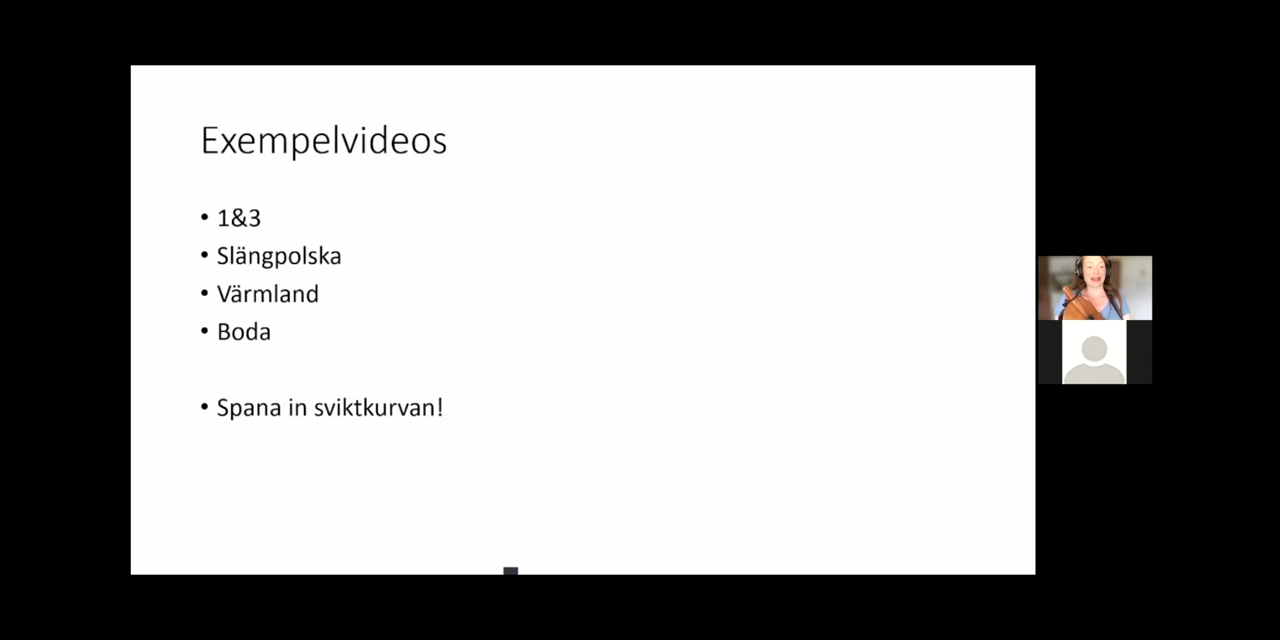 Exempelvideos
• 1&3
• Slängpolska
• Värmland
• Boda
• Spana in sviktkurvan!